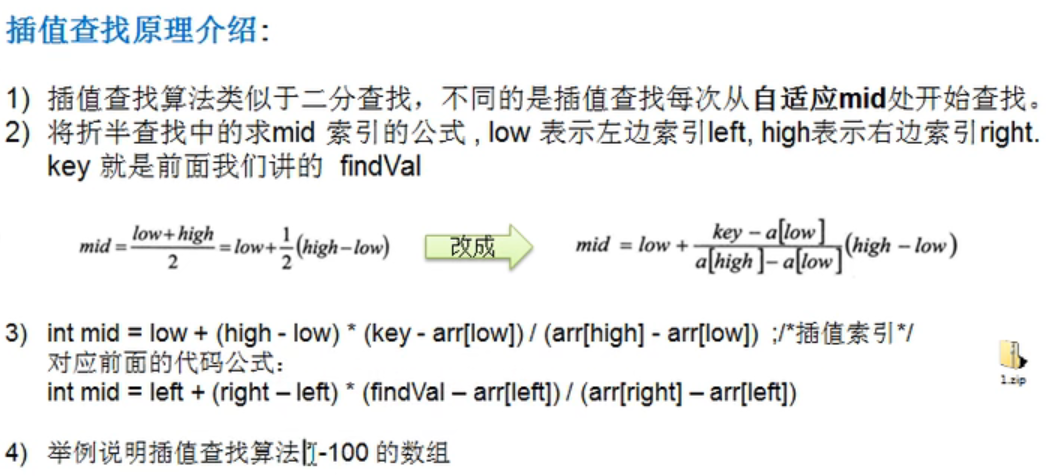 插值查找原理介绍:
1) 插值查找算法类似于二分查找，不同的是插值查找每次从自适应mid处开始查找。
2) 将折半查找中的求mid 索引的公式 , low 表示左边索引left, high表示右边索引right.
key 就是前面我们讲的 findVal
mid = (low+high)/2 = low+1/2(high–low) 改成 mid = low + (key – a[low])/(a[high]– a[low])(high – low)
3) int mid = low + (high - low) * (key - arr[low]) / (arr[high] - arr[low]) ;/*插值索引*/
对应前面的代码公式：
int mid = left + (right – left) * (findVal – arr[left]) / (arr[right] – arr[left])
1.zip
4) 举例说明插值查找算法 -100 的数组